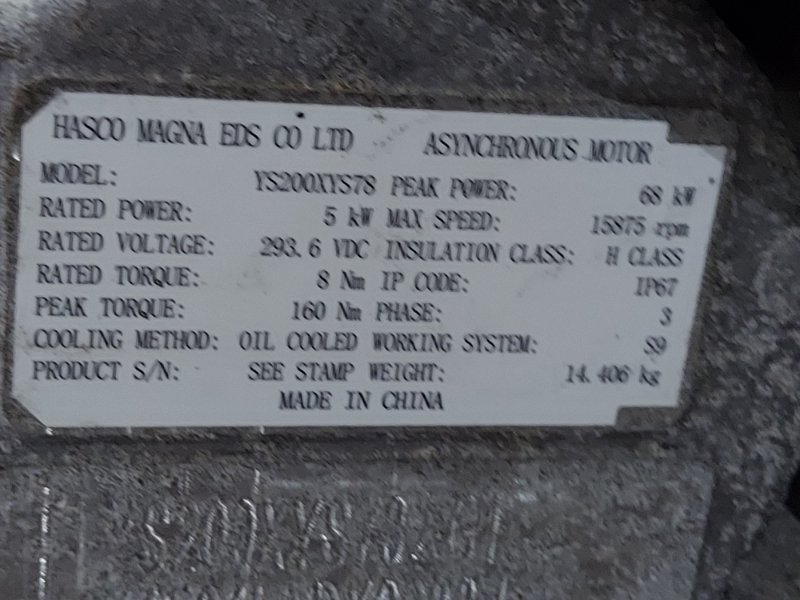 HASCO MAGNA EDS CO LTD ASYNCHRONOUS MOTOR
MODEL: YS200XYS78 PEAK POWER: 68 kW
RATED POWER: 5 kW MAX SPEED: 15875 rpm
RATED VOLTAGE: 293.6 VDC INSULATION CLASS: H CLASS
RATED TORQUE: 8 Nm IP CODE: IP67
PEAK TORQUE: 160 Nm PHASE: 3
COOLING METHOD: OIL COOLED WORKING SYSTEM: S9
PRODUCT S/N: SEE STAMP WEIGHT: 14.406 kg
MADE IN CHINA